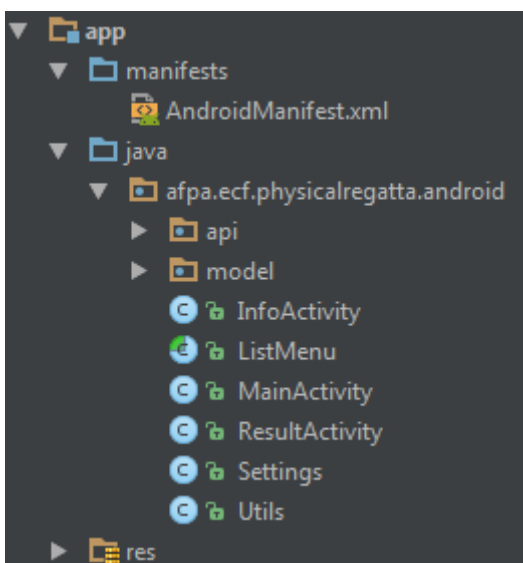 app
manifests
AndroidManifest.xml
java
afpa.ecf.physicalregatta.android
api
model
InfoActivity
ListMenu
MainActivity
ResultActivity
Settings
Utils
res